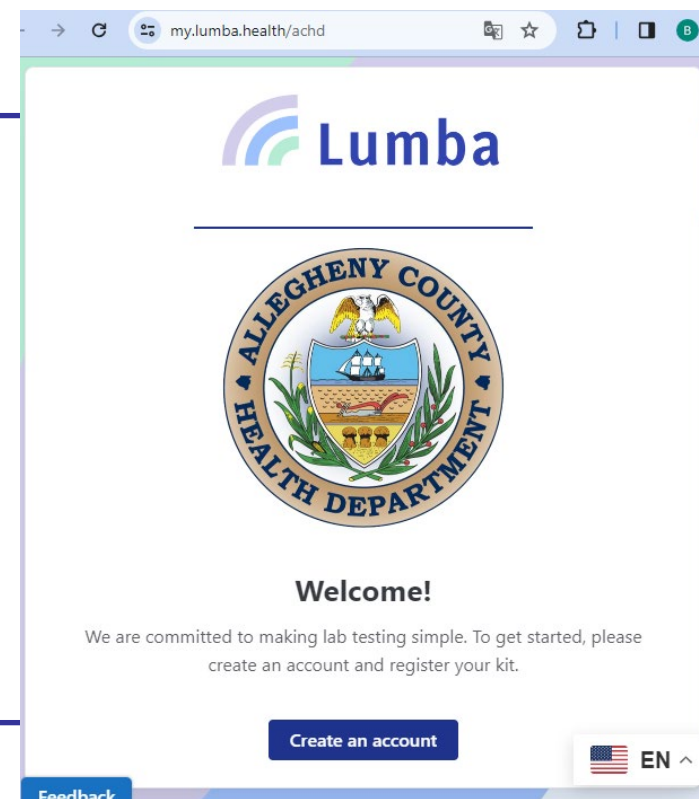 my.lumba.health/achd
B
Lumba
ALLEGHENY COUNTY
HEALTH DEPARTMENT
Welcome!
We are committed to making lab testing simple. To get started, please
create an account and register your kit.
Create an account
EN
Feedback